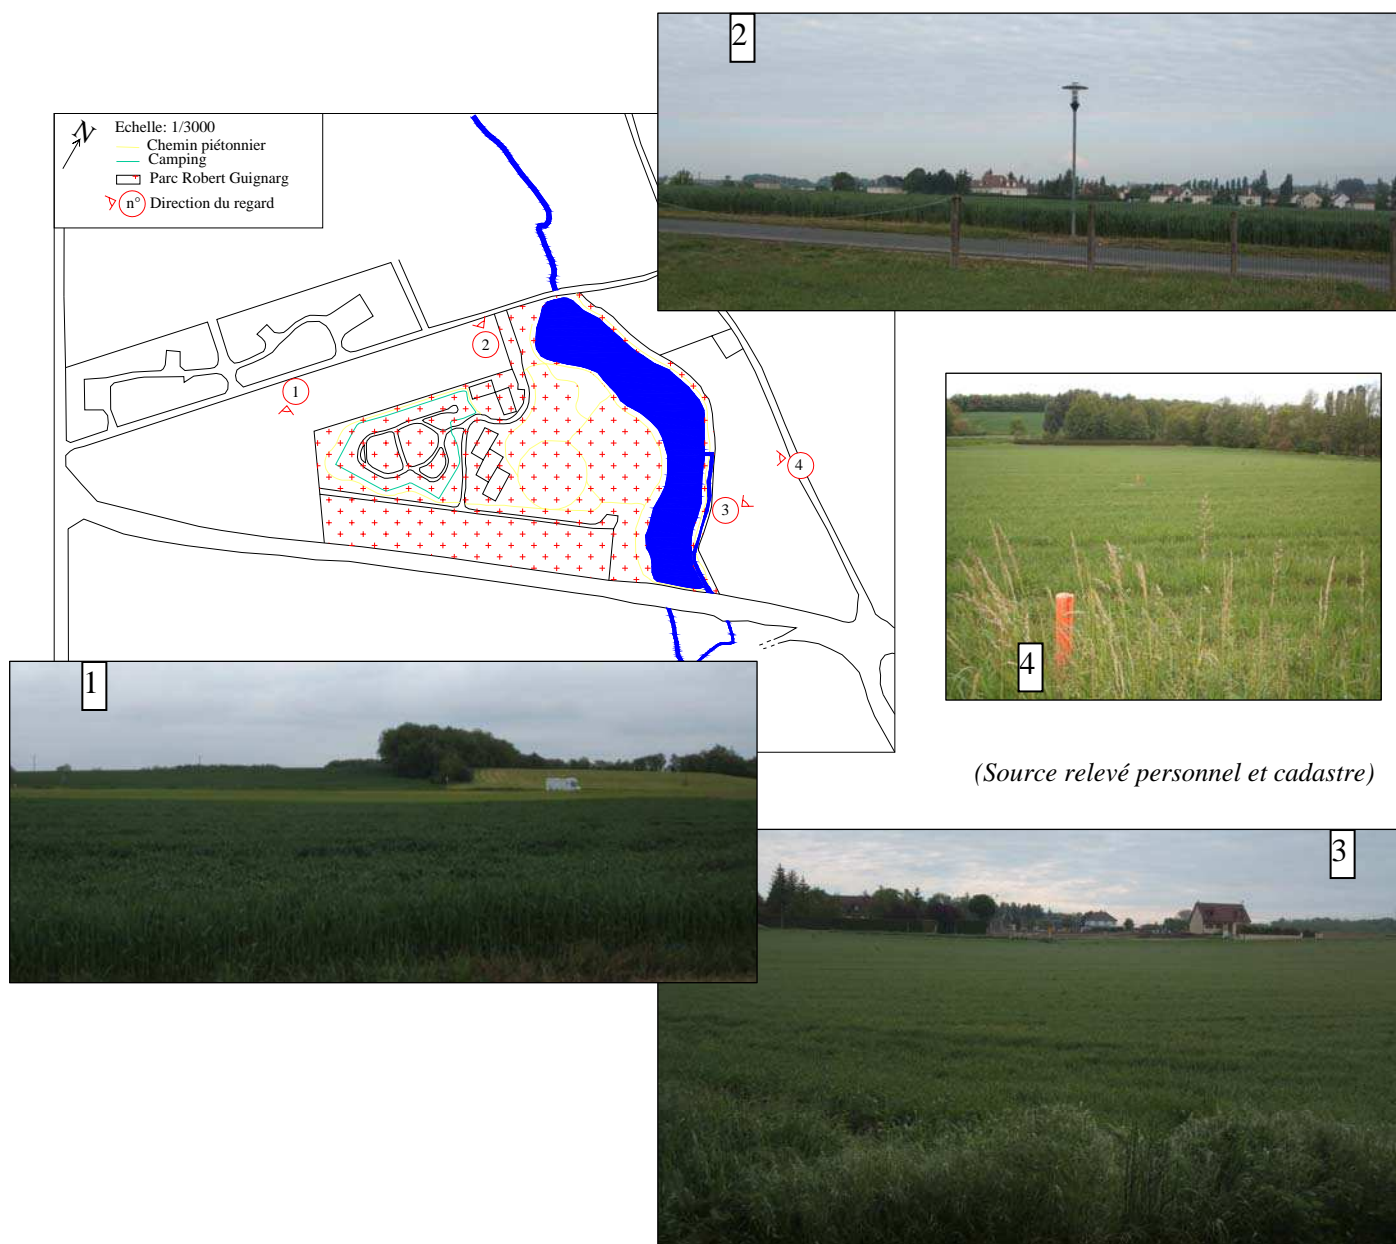 2
N
Echelle: 1/3000
Chemin piétonnier
Camping
Parc Robert Guignarg
n° Direction du regard
2
1
4
3
4
1
(Source relevé personnel et cadastre)
3